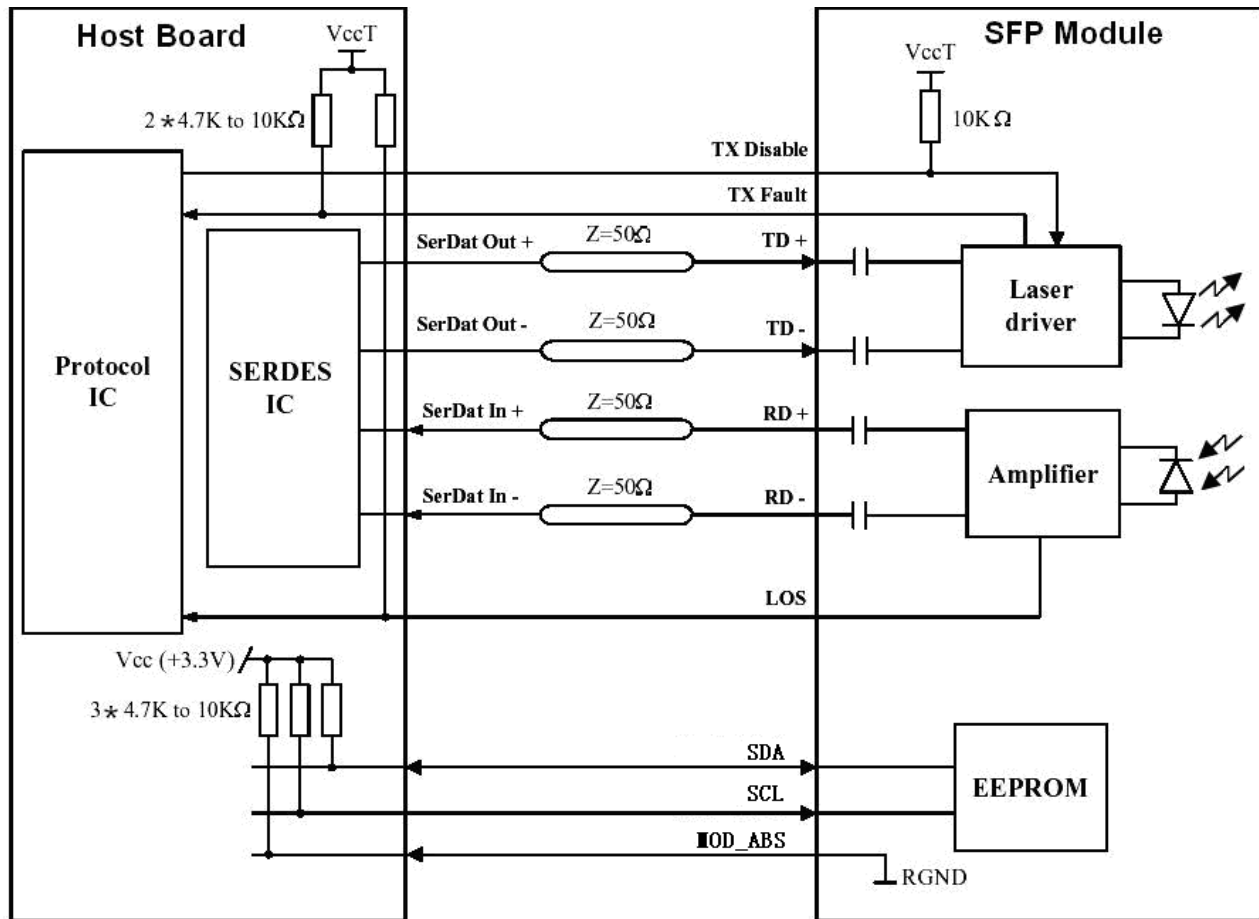 Host Board
VccT
2*4.7K to 10KΩ
Protocol
IC
SERDES
IC
Vcc (+3.3V)
3*4.7K to 10KΩ
TX Disable
TX Fault
SerDat Out +
Z=50Ω
TD +
SerDat Out -
Z=50Ω
TD -
SerDat In +
Z=50Ω
RD +
SerDat In -
Z=50Ω
RD -
LOS
SDA
SCL
MOD_ABS
SFP Module
VccT
10KΩ
Laser
driver
Amplifier
EEPROM
RGND